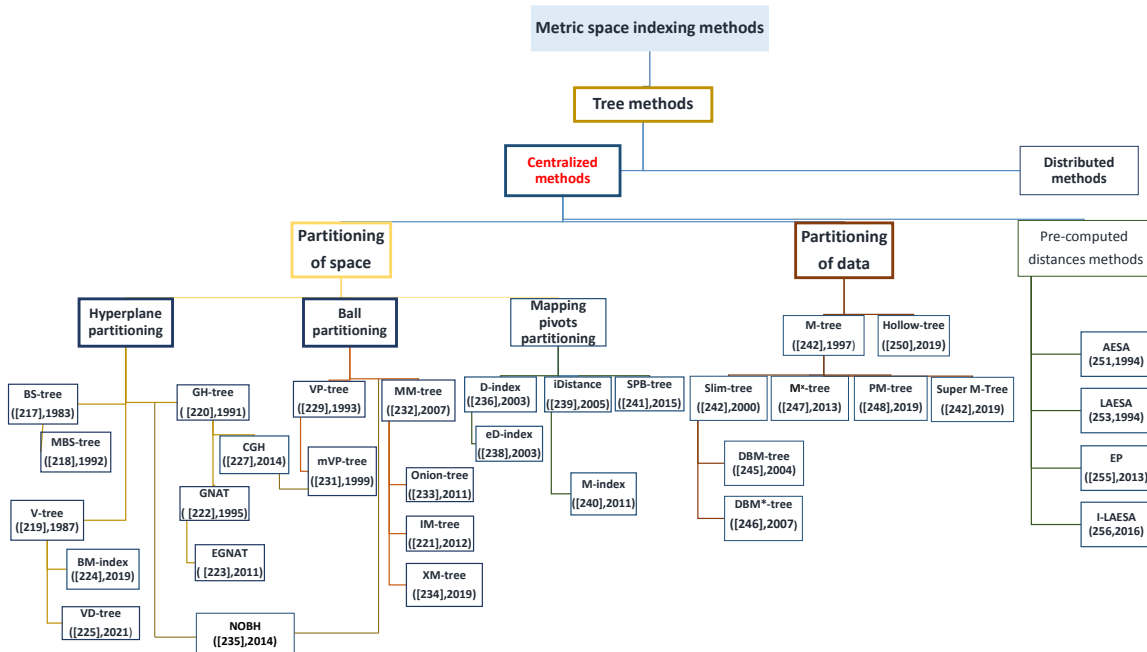 Metric space indexing methods
Tree methods
Centralized
methods
Distributed
methods
Partitioning
of space
Partitioning
of data
Pre-computed
distances methods
Hyperplane
partitioning
Ball
partitioning
Mapping
pivots
partitioning
BS-tree
([217],1983)
MBS-tree
([218],1992)
V-tree
([219],1987)
BM-index
([224],2019)
VD-tree
([225],2021)
GH-tree
( [220],1991)
CGH
([227],2014)
GNAT
( [222],1995)
EGNAT
( [223],2011)
NOBH
([235],2014)
VP-tree
([229],1993)
mVP-tree
([231],1999)
MM-tree
([232],2007)
Onion-tree
([233],2011)
IM-tree
([221],2012)
XM-tree
([234],2019)
D-index
([236],2003)
eD-index
([238],2003)
iDistance
([239],2005)
M-index
([240],2011)
SPB-tree
([241],2015)
M-tree
([242],1997)
Hollow-tree
([250],2019)
Slim-tree
([242],2000)
Mˣ-tree
([247],2013)
PM-tree
([248],2019)
Super M-Tree
([242],2019)
DBM-tree
([245],2004)
DBM*-tree
([246],2007)
AESA
(251,1994)
LAESA
(253,1994)
EP
([255],2013)
I-LAESA
(256,2016)